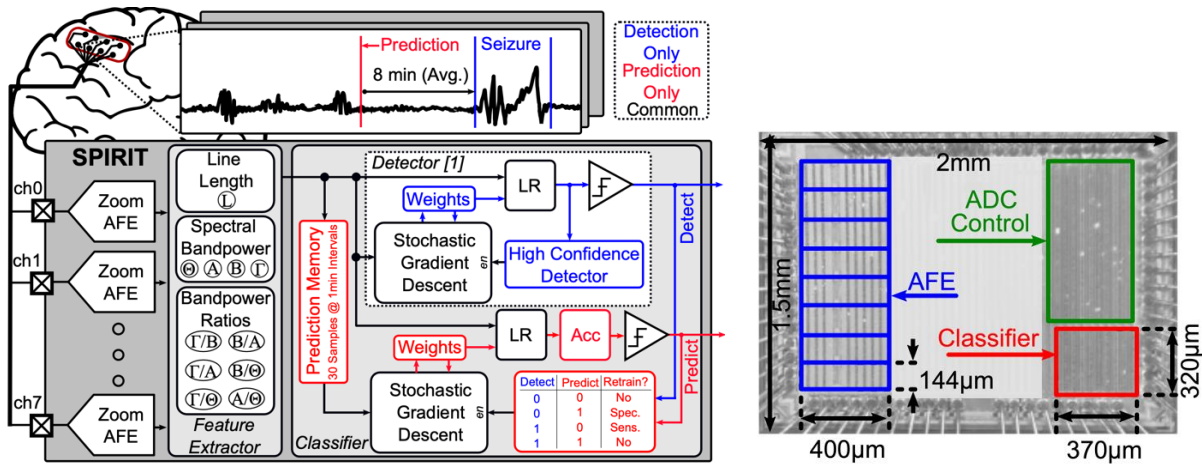 Prediction
Seizure
8 min (Avg.)
Detection
Only
Prediction
Only
Common
SPIRIT
ch0
Zoom
AFE
ch1
Zoom
AFE
ch7
Zoom
AFE
Line
Length
L
Spectral
Bandpower
Θ A B Γ
Bandpower
Ratios
Γ/B B/A
Γ/A B/Θ
Γ/Θ A/Θ
Feature
Extractor
Prediction Memory
30 Samples @ 1min Intervals
Classifier
Detector [1]
Weights
LR
Stochastic
Gradient
Descent
en
High Confidence
Detector
Detect
Weights
LR
Acc
Predict
Stochastic
Gradient
Descent
en
Detect Predict Retrain?
0 0 No
0 1 Spec.
1 0 Sens.
1 1 No
2mm
1.5mm
ADC
Control
AFE
Classifier
144µm
320µm
400µm
370µm